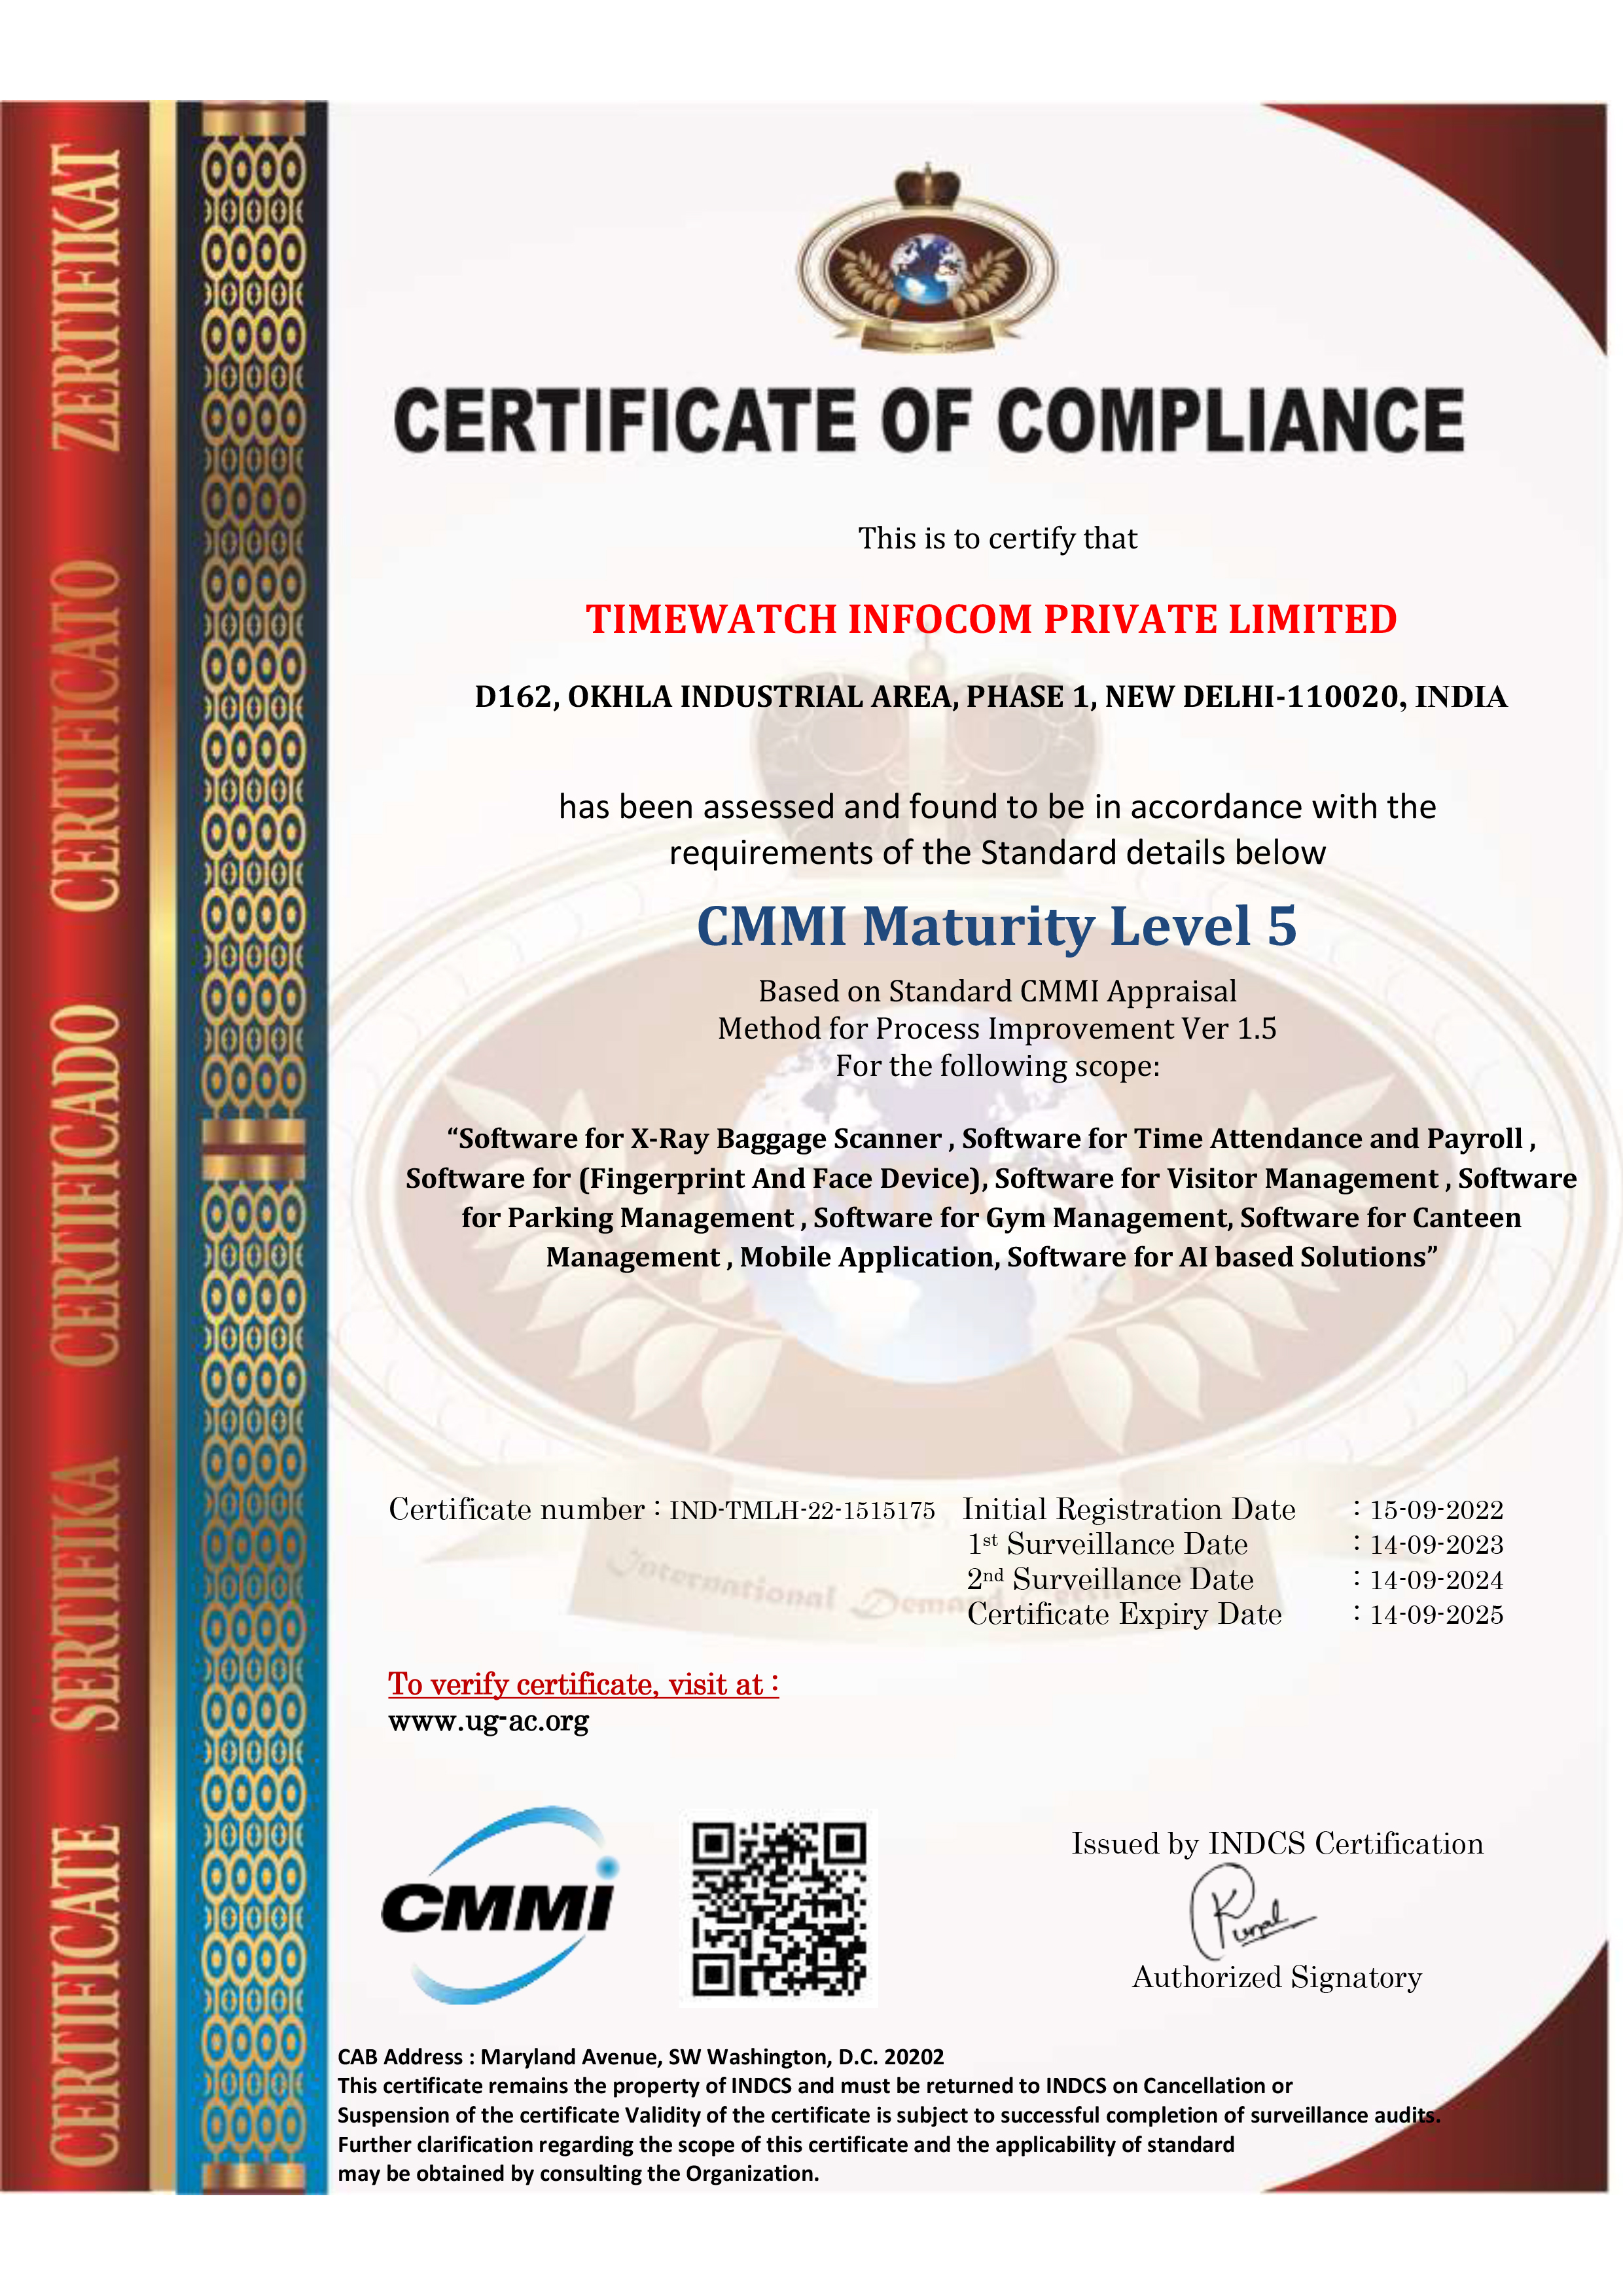 ZERTIFIKAT
CERTIFICATO
CERTIFICADO
SERTIFIKA
CERTIFICATE
CERTIFICATE OF COMPLIANCE
This is to certify that
TIMEWATCH INFOCOM PRIVATE LIMITED
D162, OKHLA INDUSTRIAL AREA, PHASE 1, NEW DELHI-110020, INDIA
has been assessed and found to be in accordance with the
requirements of the Standard details below
CMMI Maturity Level 5
Based on Standard CMMI Appraisal
Method for Process Improvement Ver 1.5
For the following scope:
“Software for X-Ray Baggage Scanner , Software for Time Attendance and Payroll ,
Software for (Fingerprint And Face Device), Software for Visitor Management , Software
for Parking Management , Software for Gym Management, Software for Canteen
Management , Mobile Application, Software for AI based Solutions”
Certificate number : IND-TMLH-22-1515175 Initial Registration Date : 15-09-2022
1st Surveillance Date : 14-09-2023
2nd Surveillance Date : 14-09-2024
Certificate Expiry Date : 14-09-2025
International Demand Certification
To verify certificate, visit at :
www.ug-ac.org
CMMI
Issued by INDCS Certification
Kunal
Authorized Signatory
CAB Address : Maryland Avenue, SW Washington, D.C. 20202
This certificate remains the property of INDCS and must be returned to INDCS on Cancellation or
Suspension of the certificate Validity of the certificate is subject to successful completion of surveillance audits.
Further clarification regarding the scope of this certificate and the applicability of standard
may be obtained by consulting the Organization.